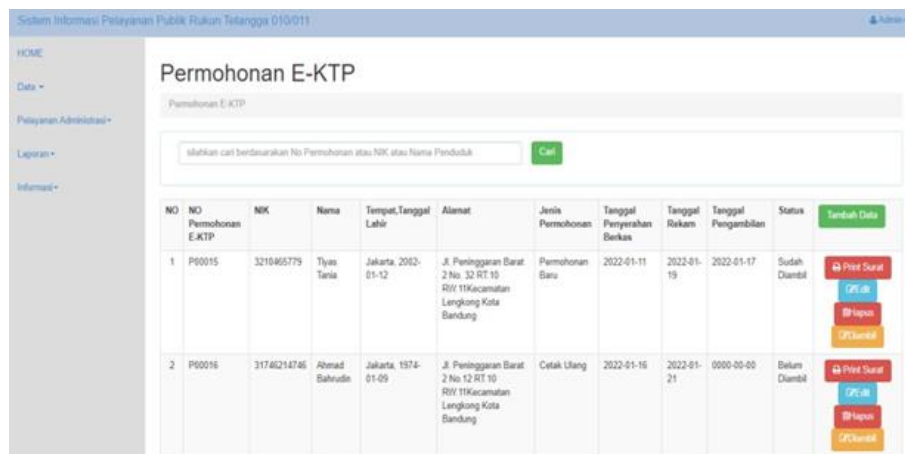 Sistem Informasi Pelayanan Publik Rukun Tetangga 010/011
Admin
HOME
Data
Pelayanan Administrasi
Laporan
Informasi
Permohonan E-KTP
Permohonan E-KTP
silahkan cari berdasarakan No Permohonan atau NIK atau Nama Penduduk
Cari
NO NO Permohonan E-KTP NIK Nama Tempat,Tanggal Lahir Alamat Jenis Permohonan Tanggal Penyerahan Berkas Tanggal Rekam Tanggal Pengambilan Status Tambah Data
1 P00015 3210465779 Tiyas Tania Jakarta, 2002-01-12 Jl. Peninggaran Barat 2 No. 32 RT.10 RW.11Kecamatan Lengkong Kota Bandung Permohonan Baru 2022-01-11 2022-01-19 2022-01-17 Sudah Diambil
Print Surat
Edit
Hapus
Diambil
2 P00016 31746214746 Ahmad Bahrudin Jakarta, 1974-01-09 Jl. Peninggaran Barat 2 No.12 RT.10 RW.11Kecamatan Lengkong Kota Bandung Cetak Ulang 2022-01-16 2022-01-21 0000-00-00 Belum Diambil
Print Surat
Edit
Hapus
Diambil